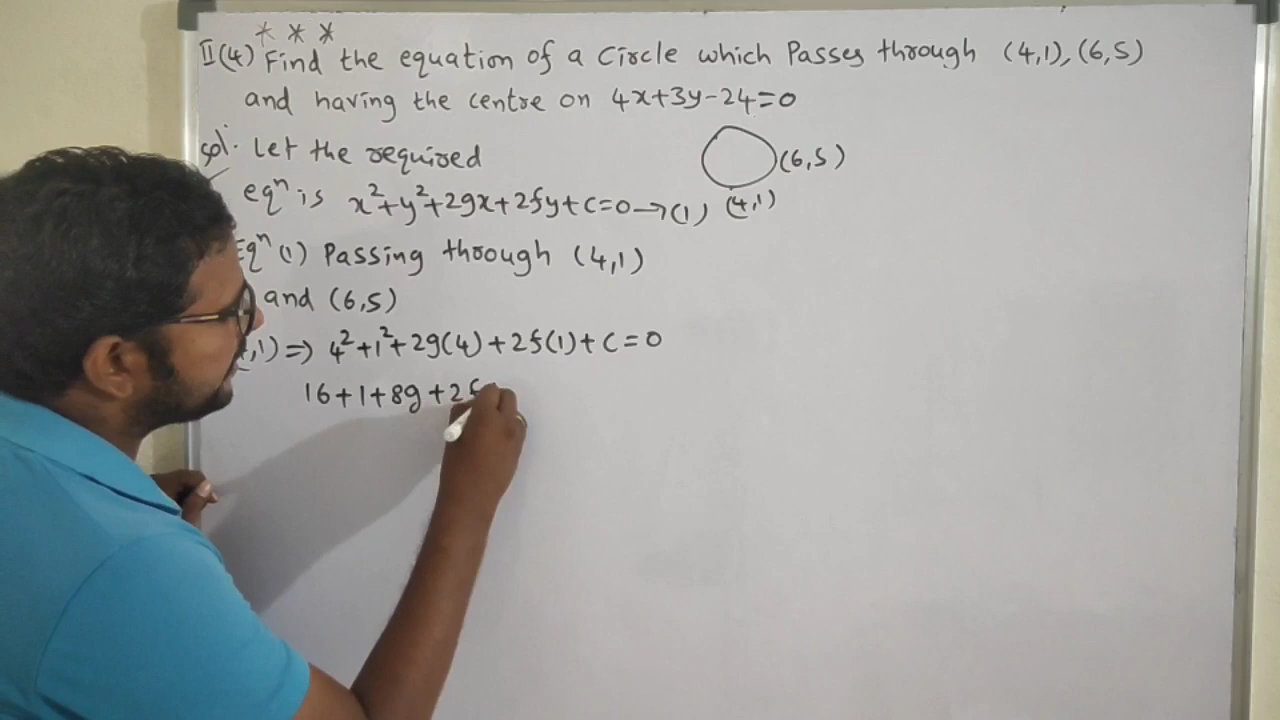 * * *
II(4) Find the equation of a Circle which Passes through (4,1), (6,5)
and having the centre on 4x+3y-24=0
Sol. Let the required
eqⁿ is x²+y²+2gx+2fy+c=0→(1)
(6,5)
(4,1)
Eqⁿ (1) Passing through (4,1)
and (6,5)
,1)⇒ 4²+1²+2g(4)+2f(1)+c=0
16+1+8g+2f